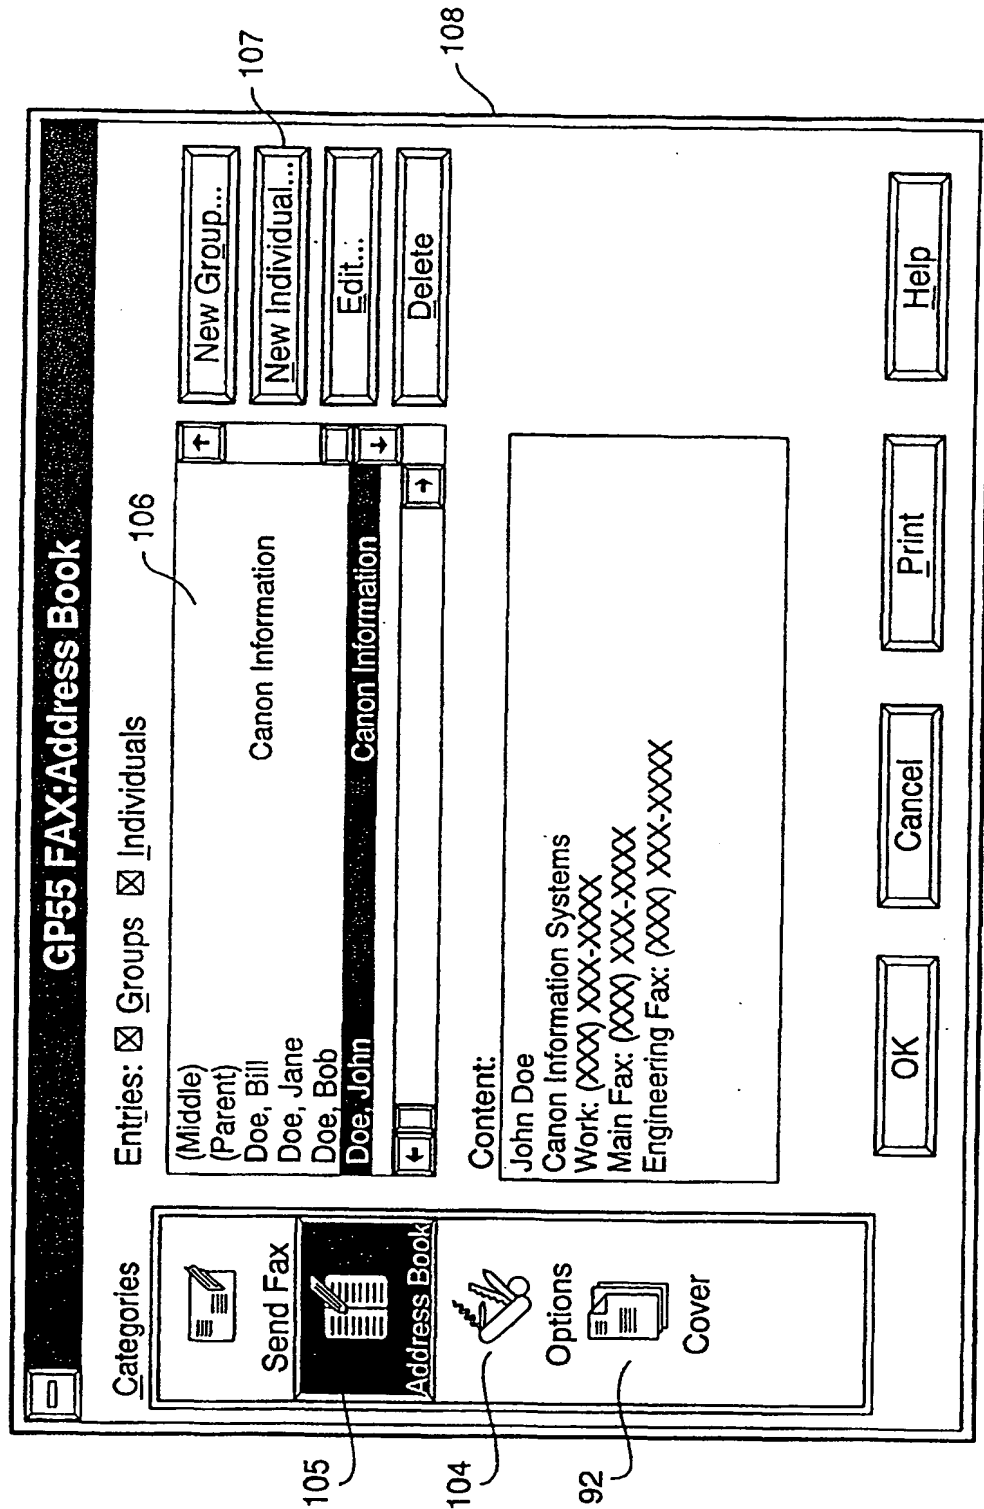 GP55 FAX:Address Book
Categories
Send Fax
Address Book
Options
Cover
Entries: ☒ Groups ☒ Individuals
(Middle)
(Parent)
Doe, Bill
Doe, Jane Canon Information
Doe, Bob
Doe, John Canon Information
New Group...
New Individual...
Edit...
Delete
Content:
John Doe
Canon Information Systems
Work: (XXX) XXX-XXXX
Main Fax: (XXX) XXX-XXXX
Engineering Fax: (XXX) XXX-XXXX
OK Cancel Print Help
105
104
92
106
107
108